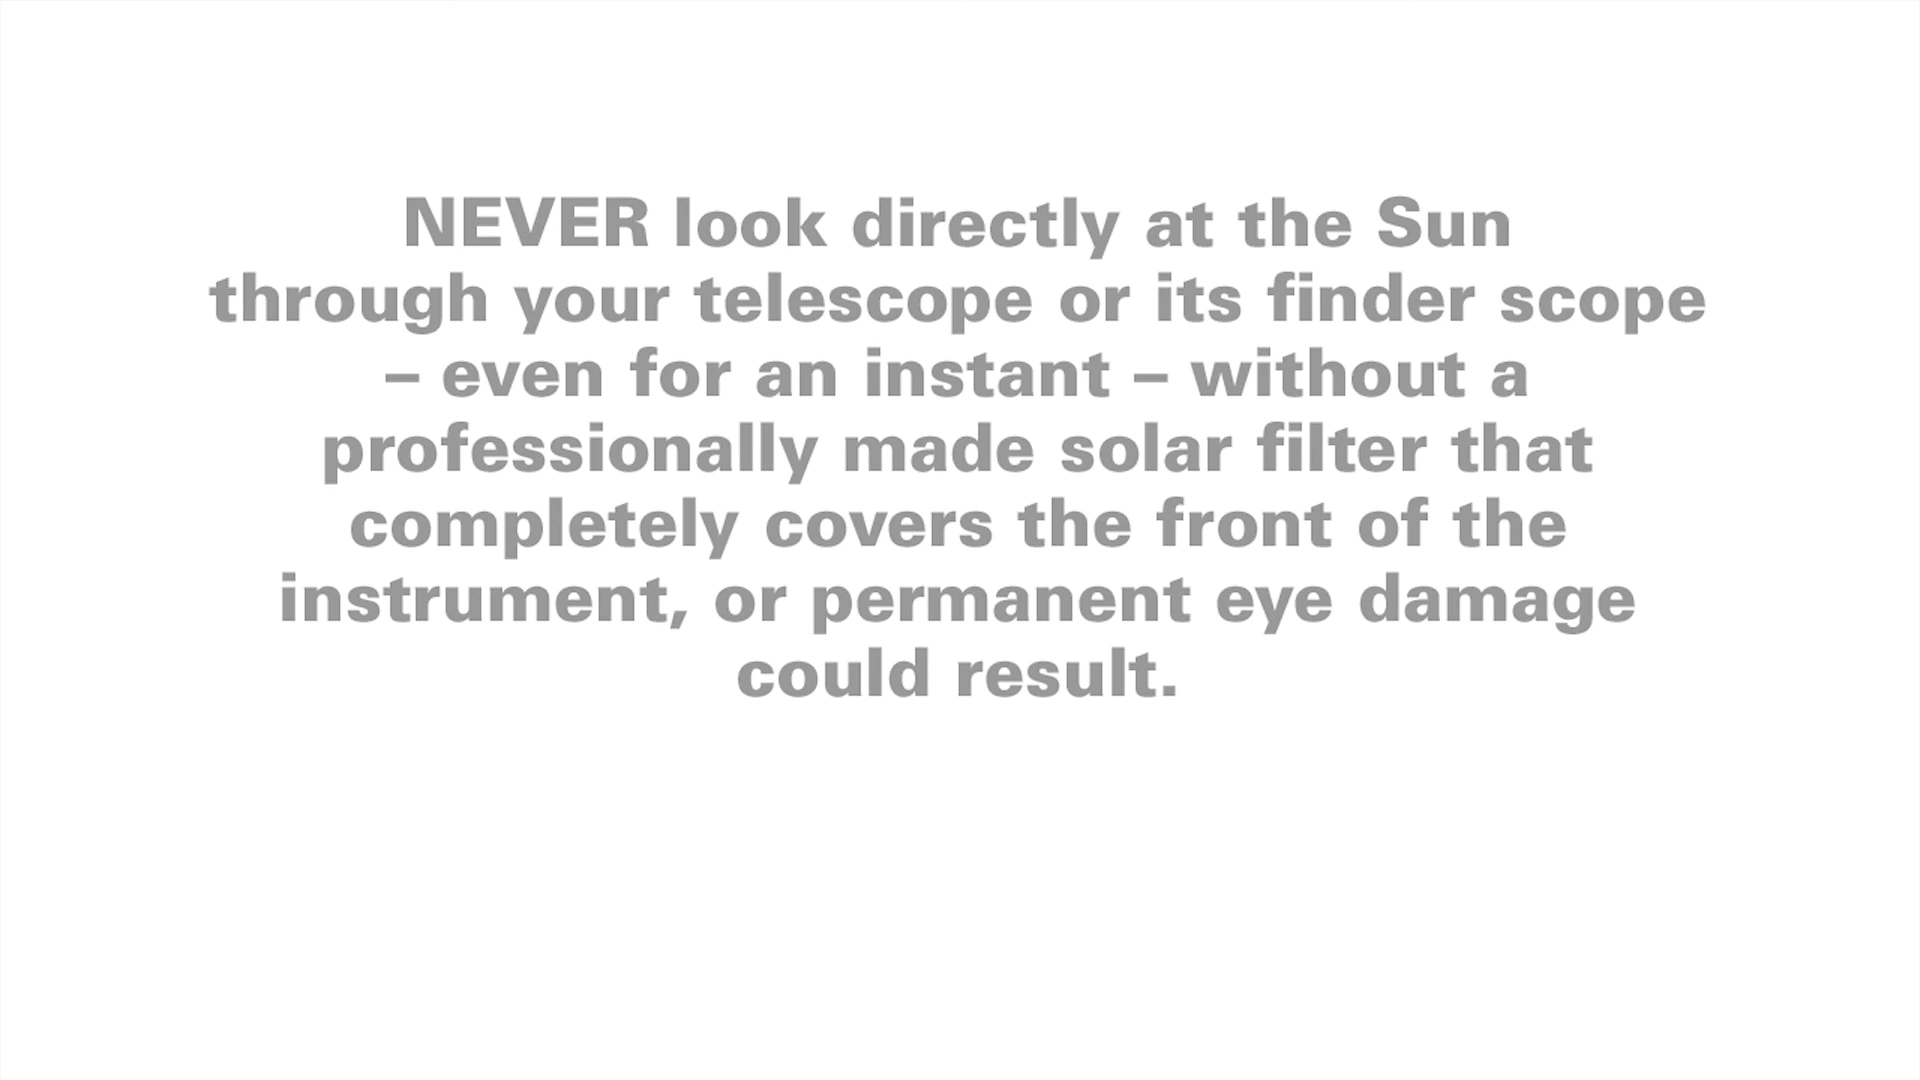 NEVER look directly at the Sun
through your telescope or its finder scope
– even for an instant – without a
professionally made solar filter that
completely covers the front of the
instrument, or permanent eye damage
could result.